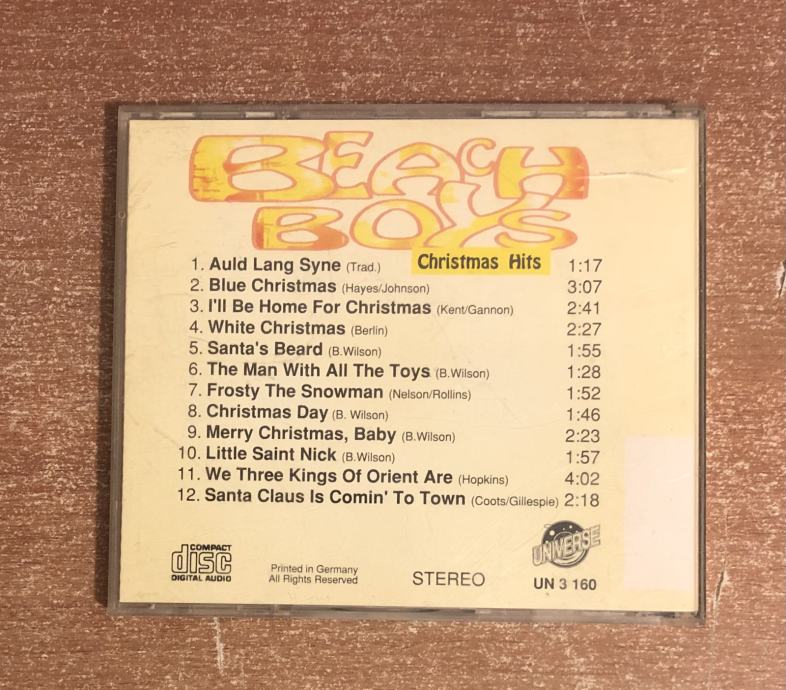 BEACH
BOYS
Christmas Hits
1. Auld Lang Syne (Trad.) 1:17
2. Blue Christmas (Hayes/Johnson) 3:07
3. I'll Be Home For Christmas (Kent/Gannon) 2:41
4. White Christmas (Berlin) 2:27
5. Santa's Beard (B.Wilson) 1:55
6. The Man With All The Toys (B.Wilson) 1:28
7. Frosty The Snowman (Nelson/Rollins) 1:52
8. Christmas Day (B. Wilson) 1:46
9. Merry Christmas, Baby (B.Wilson) 2:23
10. Little Saint Nick (B.Wilson) 1:57
11. We Three Kings Of Orient Are (Hopkins) 4:02
12. Santa Claus Is Comin' To Town (Coots/Gillespie) 2:18
COMPACT
disc
DIGITAL AUDIO
Printed in Germany
All Rights Reserved
STEREO
UNIVERSE
UN 3 160